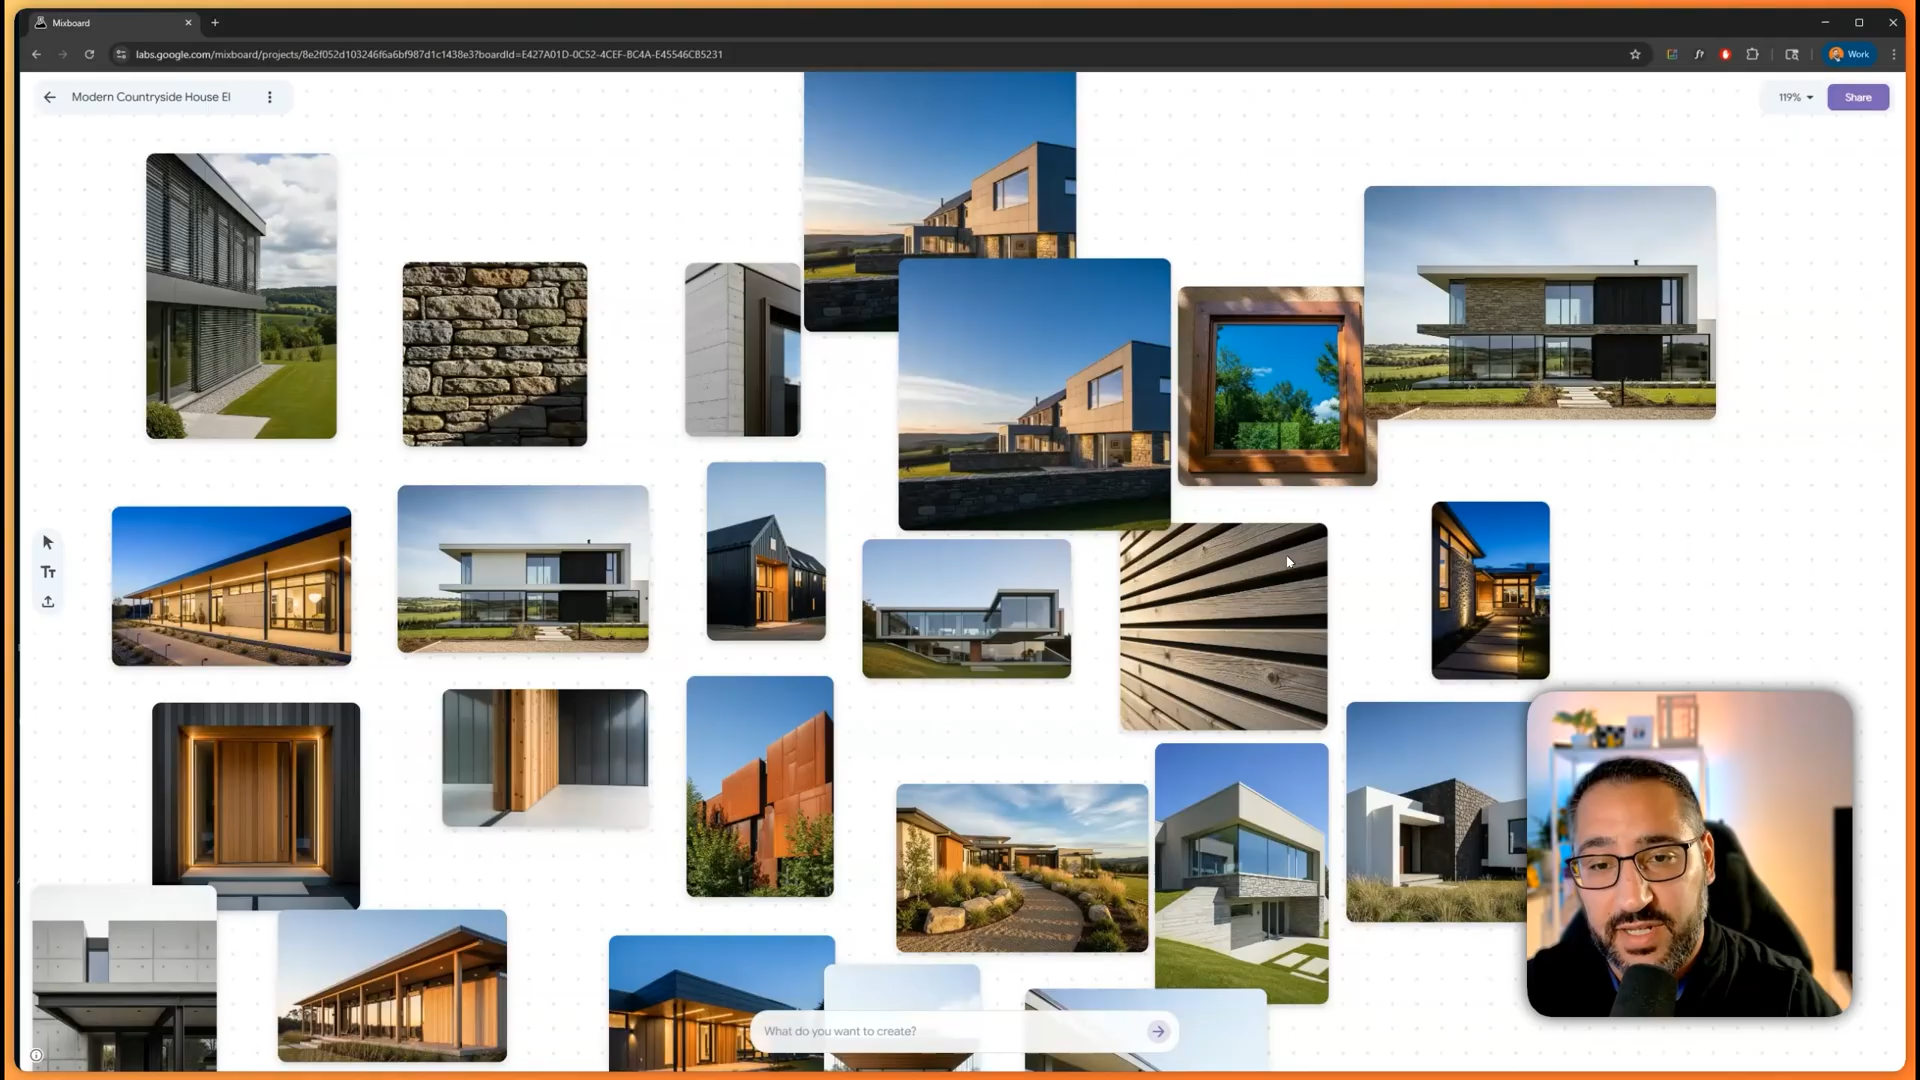 Mixboard
labs.google.com/mixboard/projects/8e2f052d103246f6a6bf987d1c1438e3?boardId=E427A01D-0C52-4CEF-BC4A-E45546CB5231
Work
Modern Countryside House El
119%
Share
Tт
What do you want to create?